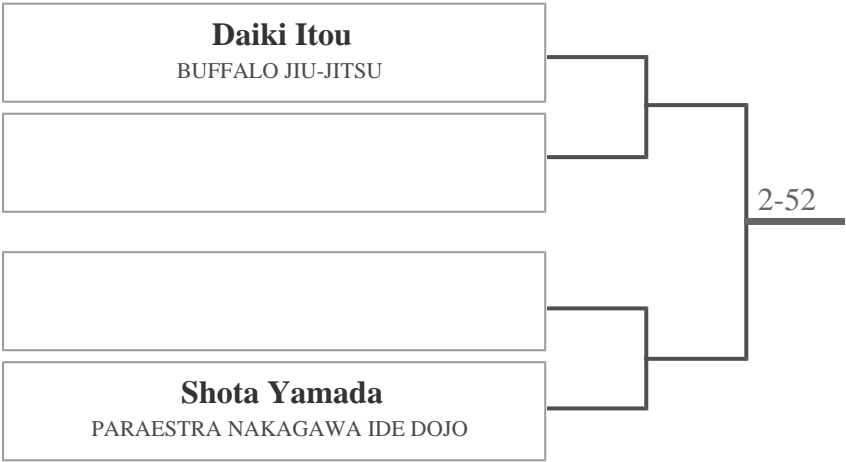 Daiki Itou
BUFFALO JIU-JITSU
2-52
Shota Yamada
PARAESTRA NAKAGAWA IDE DOJO